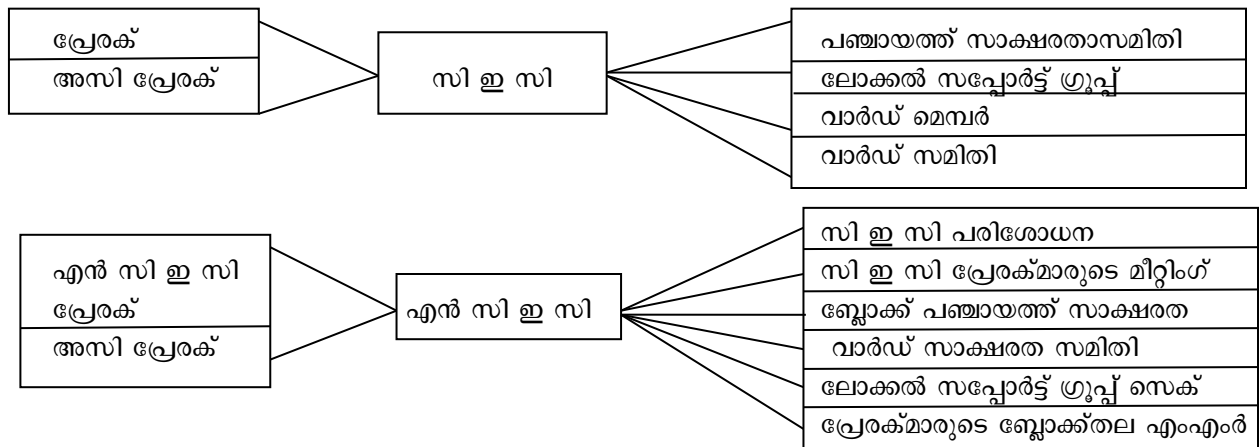 പ്രേരക്
അസി പ്രേരക്
സി ഇ സി
പഞ്ചായത്ത് സാക്ഷരതാസമിതി
ലോക്കൽ സപ്പോർട്ട് ഗ്രൂപ്പ്
വാർഡ് മെമ്പർ
വാർഡ് സമിതി
എൻ സി ഇ സി
പ്രേരക്
അസി പ്രേരക്
എൻ സി ഇ സി
സി ഇ സി പരിശോധന
സി ഇ സി പ്രേരക്മാരുടെ മീറ്റിംഗ്
ബ്ലോക്ക് പഞ്ചായത്ത് സാക്ഷരത
വാർഡ് സാക്ഷരത സമിതി
ലോക്കൽ സപ്പോർട്ട് ഗ്രൂപ്പ് സെക്
പ്രേരക്മാരുടെ ബ്ലോക്ക്തല എംഎംർ